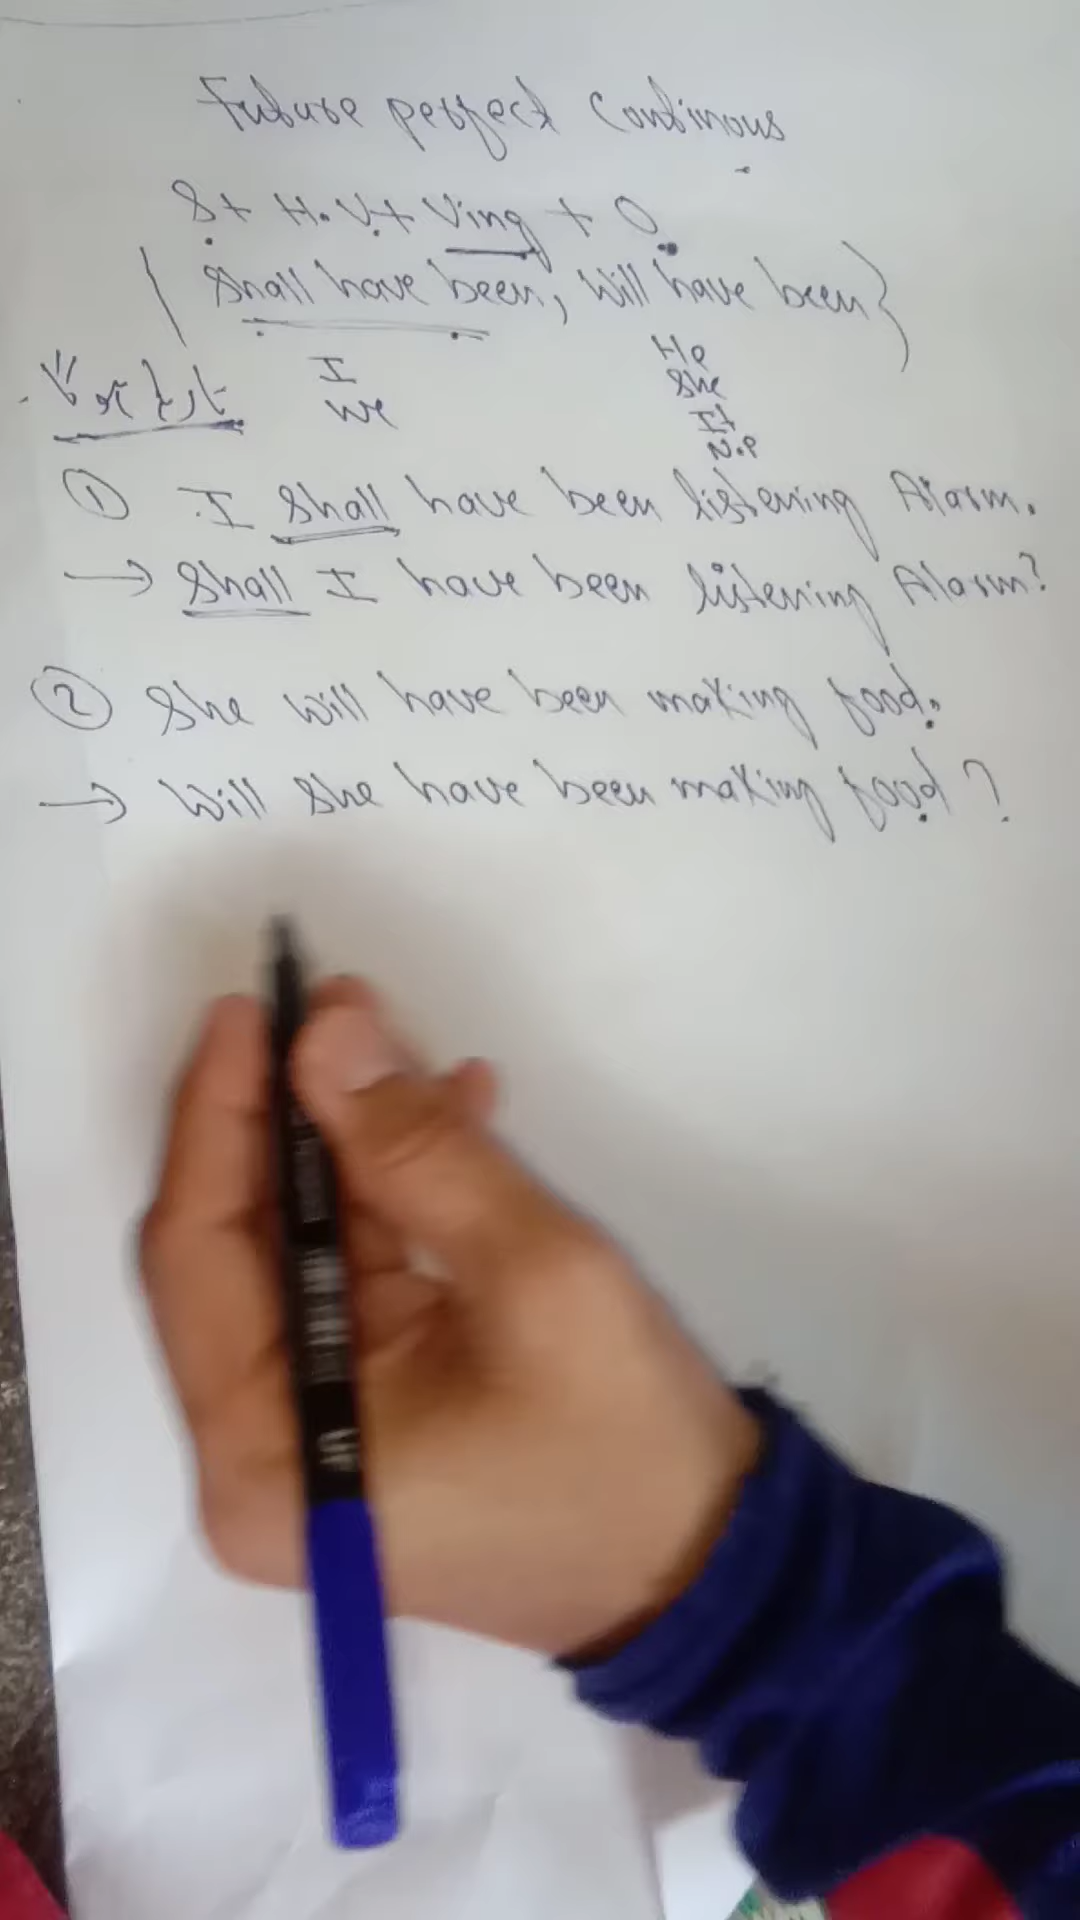 Future perfect Continous
S+ H.V+ Ving + O
{ Shall have been, Will have been }
I He
We She
It
N.P
① I Shall have been listening Alarm.
→ Shall I have been listening Alarm?
② She will have been making food.
→ Will She have been making food?